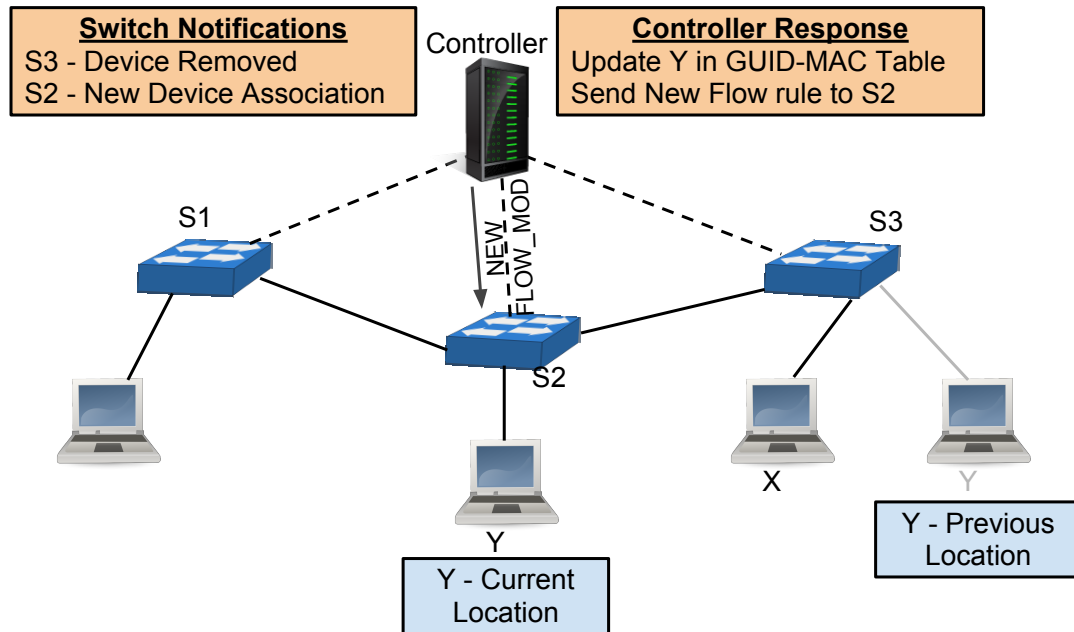 Switch Notifications
S3 - Device Removed
S2 - New Device Association
Controller
Controller Response
Update Y in GUID-MAC Table
Send New Flow rule to S2
S1
NEW
FLOW_MOD
S3
S2
X
Y
Y
Y - Previous
Location
Y - Current
Location